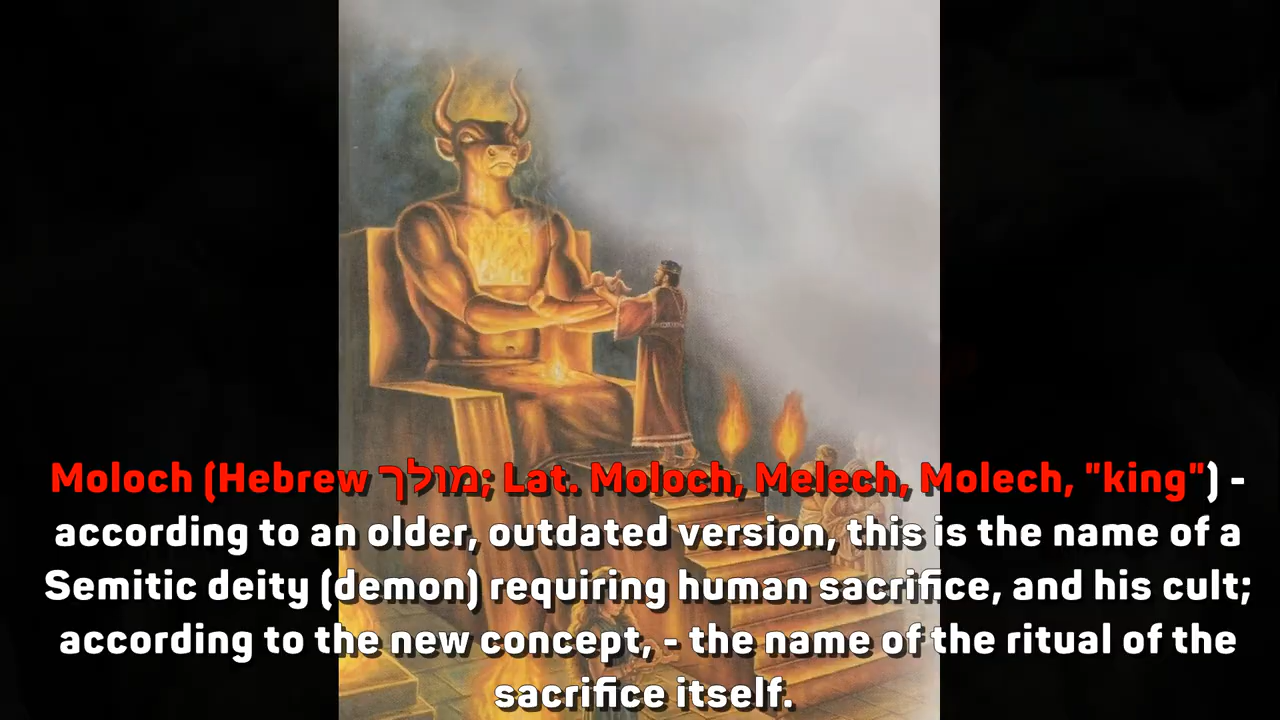 Moloch (Hebrew מולך; Lat. Moloch, Melech, Molech, "king") -
according to an older, outdated version, this is the name of a
Semitic deity (demon) requiring human sacrifice, and his cult;
according to the new concept, - the name of the ritual of the
sacrifice itself.